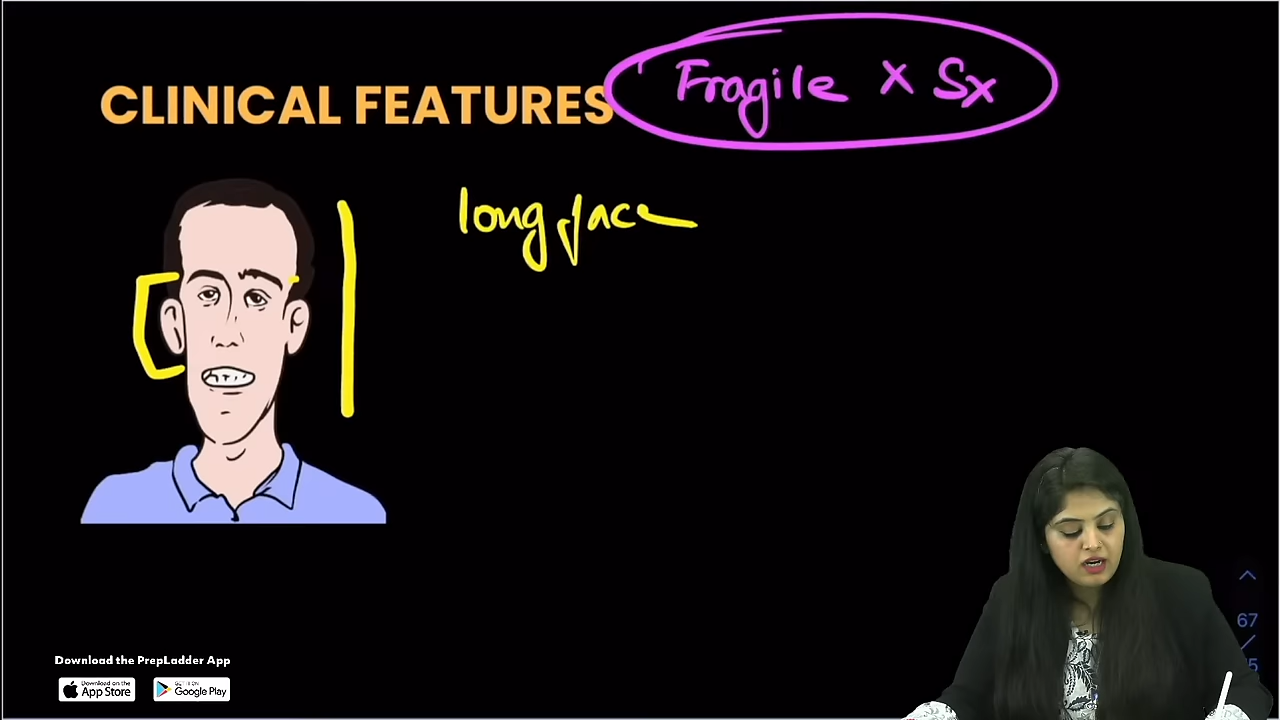 CLINICAL FEATURES Fragile X Sx
long face
Download the PrepLadder App
Download on the App Store
GET IT ON Google Play
67
/